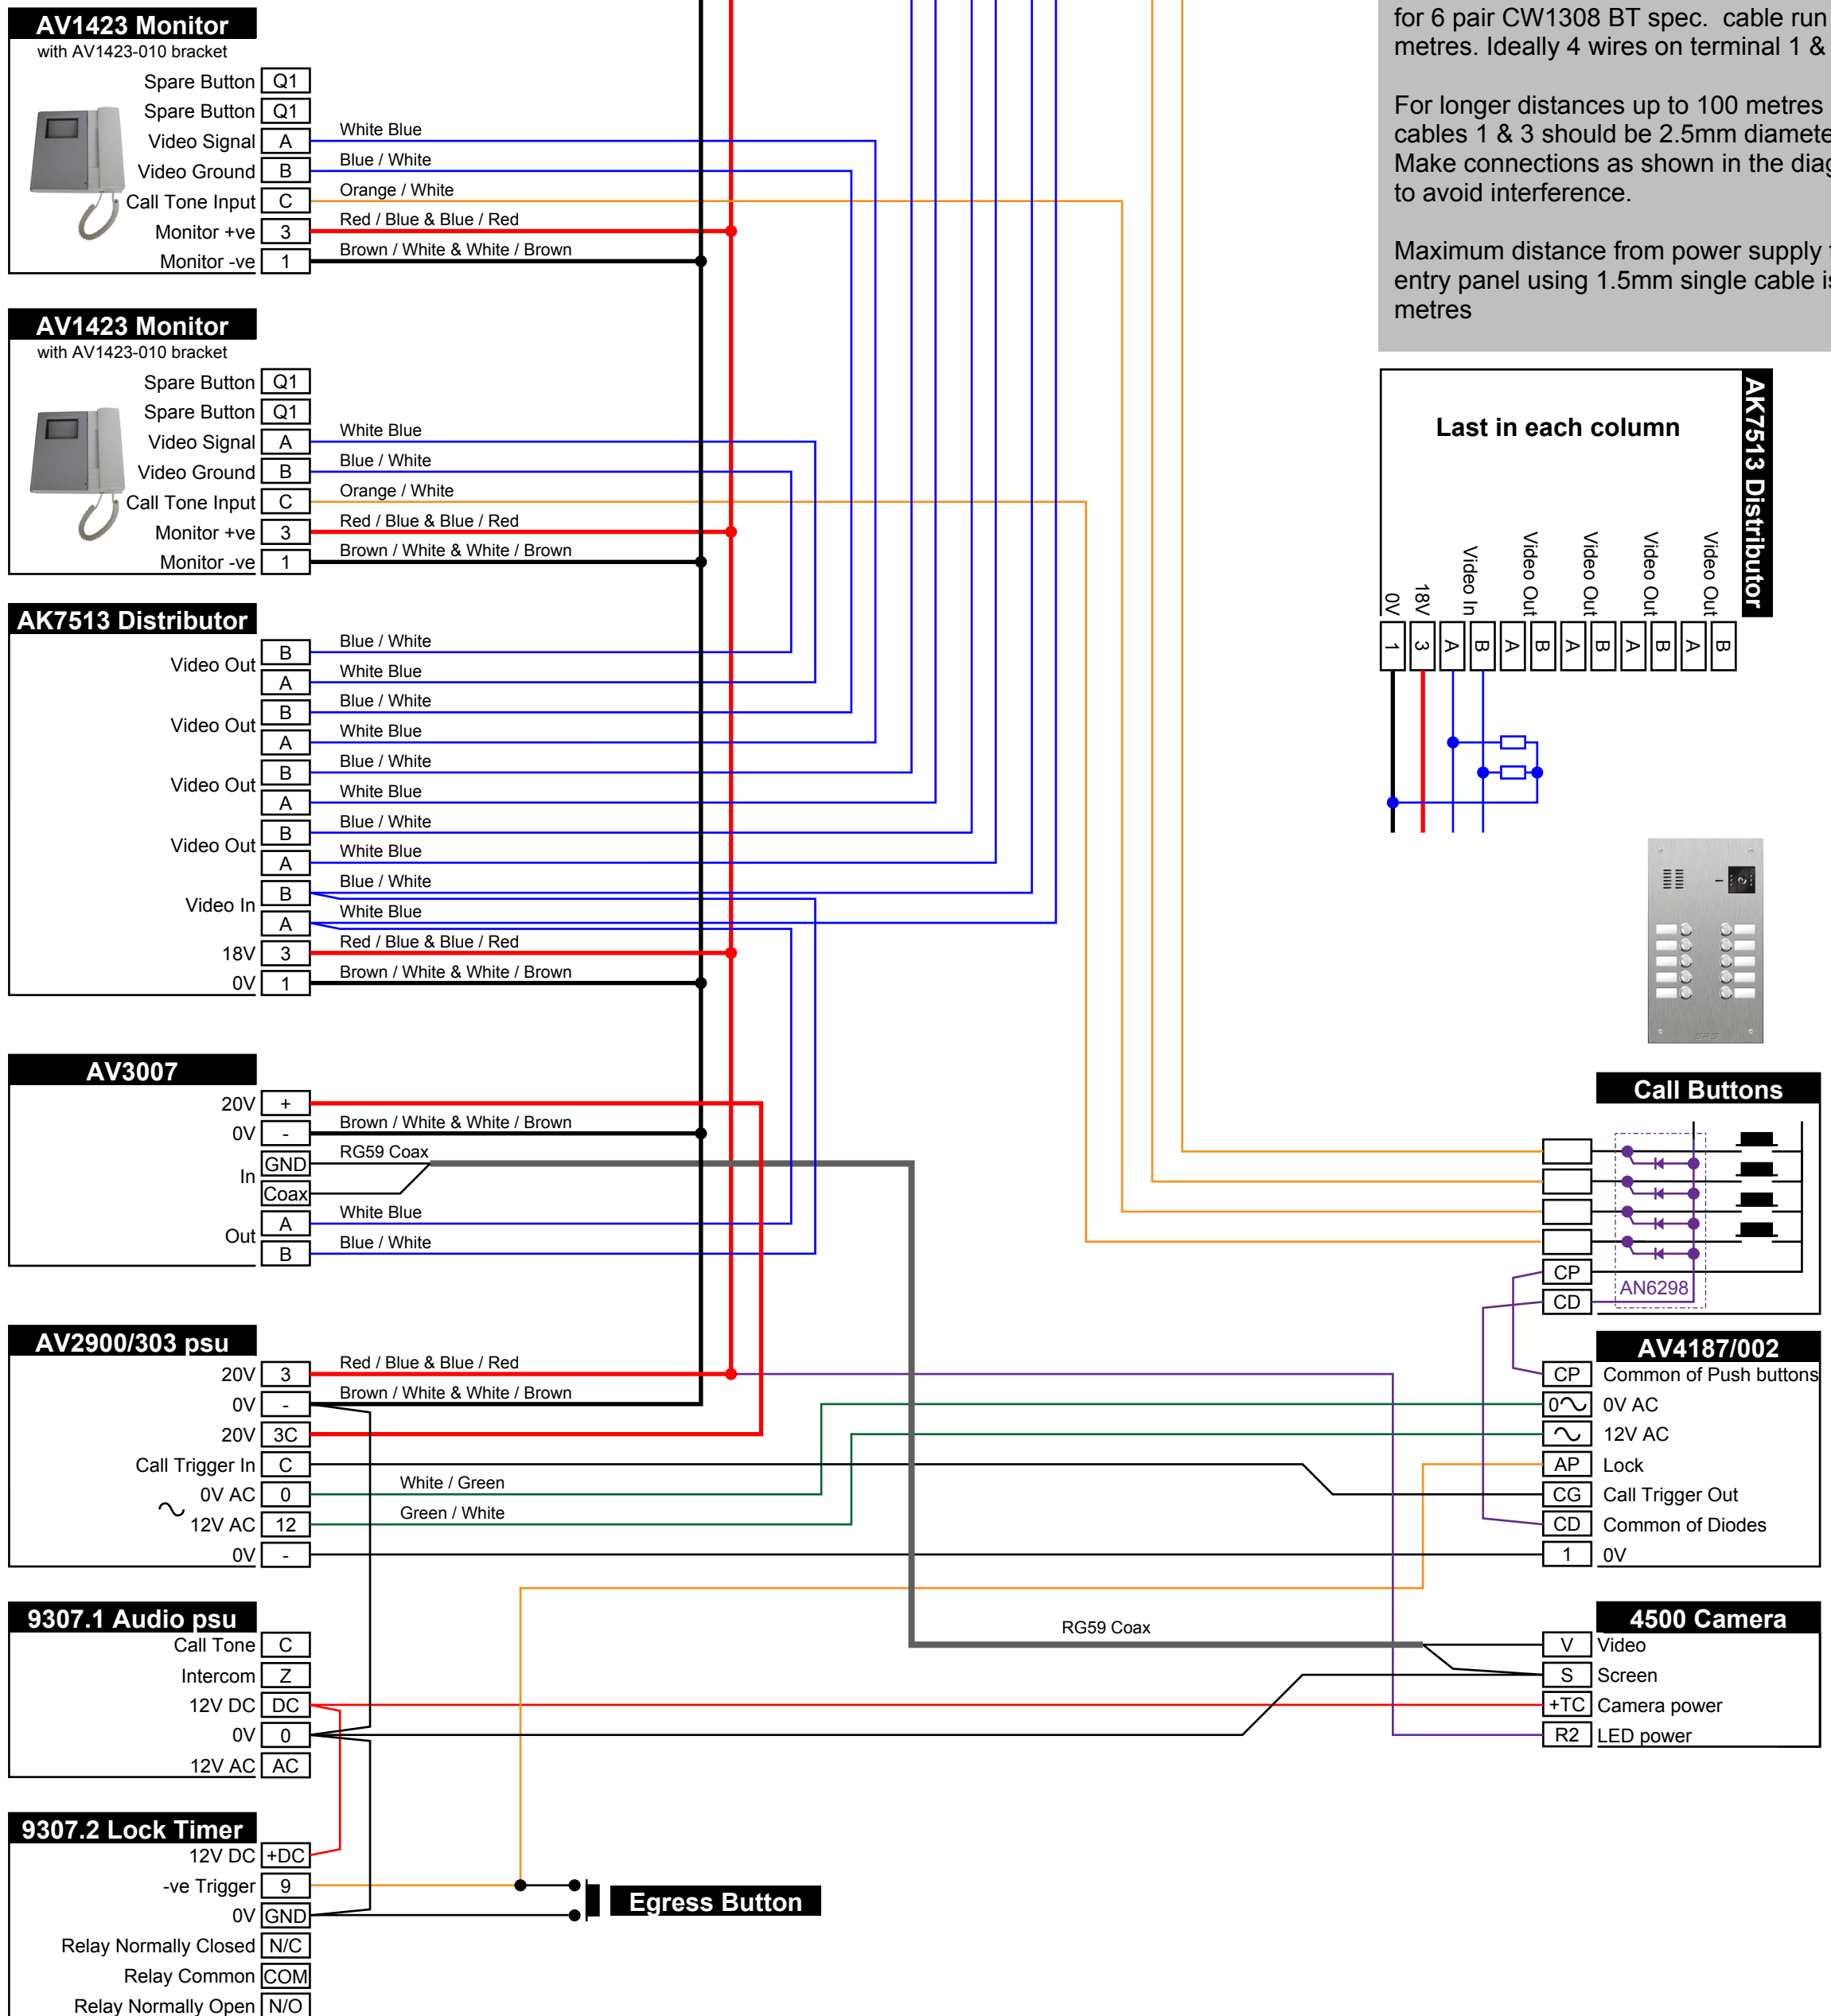 AV1423 Monitor
with AV1423-010 bracket
Spare Button Q1
Spare Button Q1
Video Signal A White Blue
Video Ground B Blue / White
Call Tone Input C Orange / White
Monitor +ve 3 Red / Blue & Blue / Red
Monitor -ve 1 Brown / White & White / Brown
for 6 pair CW1308 BT spec. cable run
metres. Ideally 4 wires on terminal 1 &
For longer distances up to 100 metres
cables 1 & 3 should be 2.5mm
Make connections as shown in the
to avoid interference.
Maximum distance from power supply
entry panel using 1.5mm single cable
metres
AV1423 Monitor
with AV1423-010 bracket
Spare Button Q1
Spare Button Q1
Video Signal A White Blue
Video Ground B Blue / White
Call Tone Input C Orange / White
Monitor +ve 3 Red / Blue & Blue / Red
Monitor -ve 1 Brown / White & White / Brown
AK7513 Distributor
Last in each column
0V 18V Video In Video Out Video Out Video Out Video Out
1 3 A B A B A B A B A B
AK7513 Distributor
Video Out B Blue / White
A White Blue
Video Out B Blue / White
A White Blue
Video Out B Blue / White
A White Blue
Video Out B Blue / White
A White Blue
Video In B Blue / White
A White Blue
18V 3 Red / Blue & Blue / Red
0V 1 Brown / White & White / Brown
AV3007
20V +
0V - Brown / White & White / Brown
In GND RG59 Coax
Coax
Out A White Blue
B Blue / White
Call Buttons
CP
CD
AN6298
AV2900/303 psu
20V 3 Red / Blue & Blue / Red
0V - Brown / White & White / Brown
20V 3C
Call Trigger In C
0V AC 0 White / Green
12V AC 12 Green / White
0V -
AV4187/002
CP Common of Push buttons
0 0V AC
12V AC
AP Lock
CG Call Trigger Out
CD Common of Diodes
1 0V
9307.1 Audio psu
Call Tone C
Intercom Z
12V DC DC
0V 0
12V AC AC
RG59 Coax
4500 Camera
V Video
S Screen
+TC Camera power
R2 LED power
9307.2 Lock Timer
12V DC +DC
-ve Trigger 9
0V GND
Relay Normally Closed N/C
Relay Common COM
Relay Normally Open N/O
Egress Button